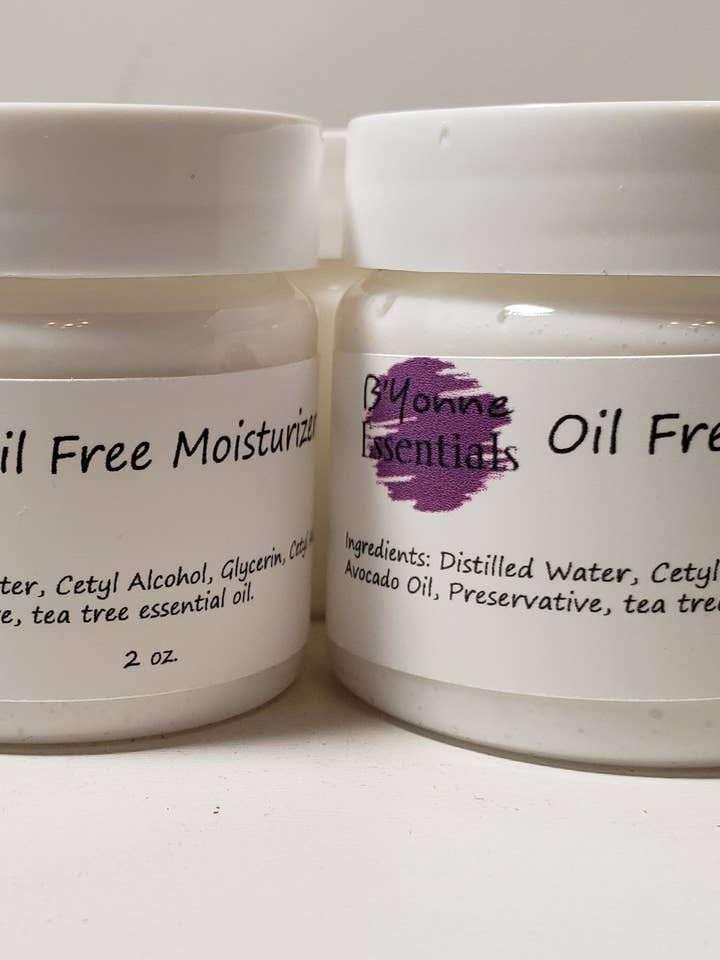 il Free Moisturizer
ter, Cetyl Alcohol, Glycerin, Cetyl
e, tea tree essential oil.
2 oz.
B'Yonne
Essentials
Oil Fre
Ingredients: Distilled Water, Cetyl
Avocado Oil, Preservative, tea tree